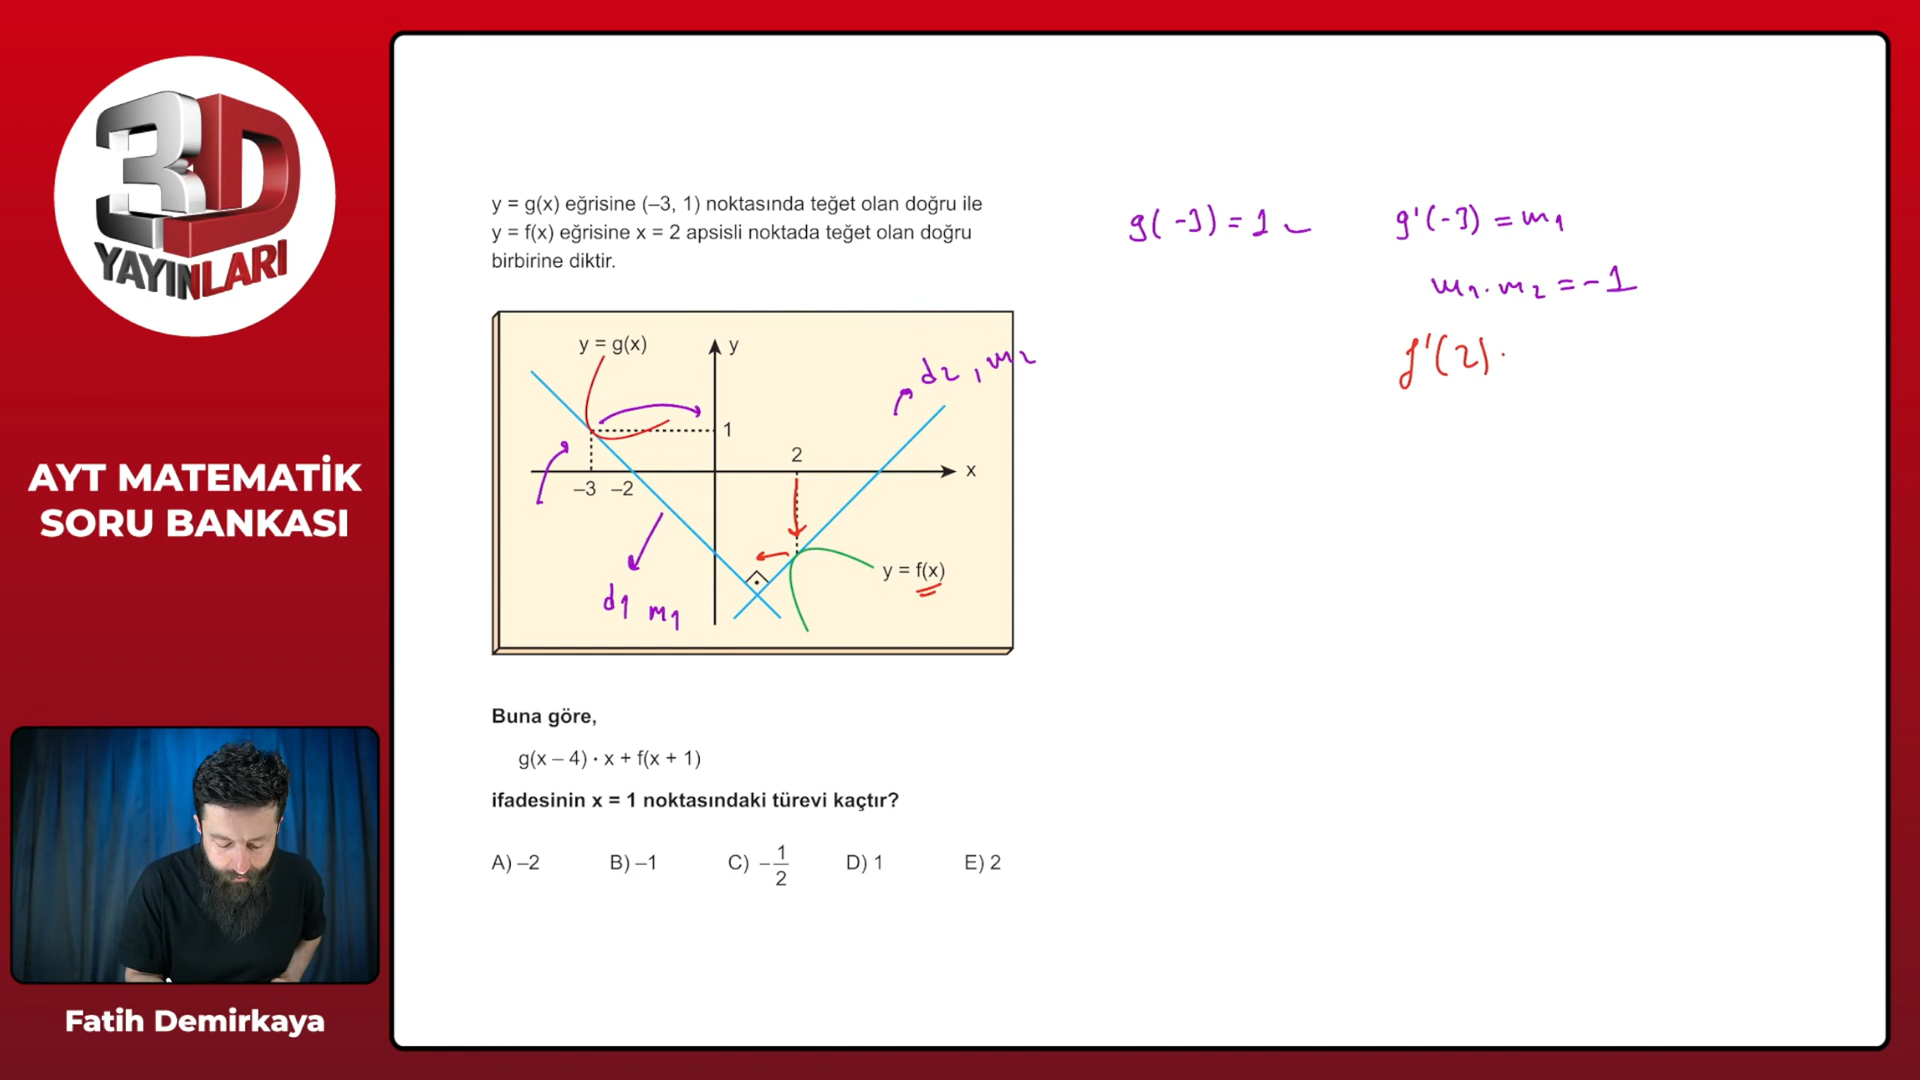 3D
YAYINLARI
AYT MATEMATİK
SORU BANKASI
Fatih Demirkaya
y = g(x) eğrisine (–3, 1) noktasında teğet olan doğru ile
y = f(x) eğrisine x = 2 apsisli noktada teğet olan doğru
birbirine diktir.
y = g(x)
y
d2, m2
1
2
x
–3 –2
y = f(x)
d1 m1
Buna göre,
g(x – 4) · x + f(x + 1)
ifadesinin x = 1 noktasındaki türevi kaçtır?
A) –2 B) –1 C) –1/2 D) 1 E) 2
g(-3) = 1
g'(-3) = m1
m1 . m2 = -1
f'(2) .